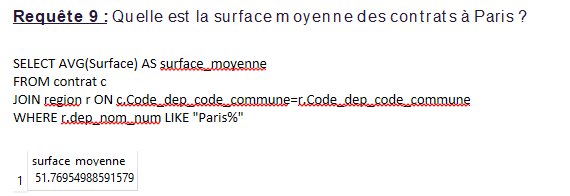 Requête 9 : Quelle est la surface moyenne des contrats à Paris ?
SELECT AVG(Surface) AS surface_moyenne
FROM contrat c
JOIN region r ON c.Code_dep_code_commune=r.Code_dep_code_commune
WHERE r.dep_nom_num LIKE "Paris%"
surface moyenne
1 51.76954988591579